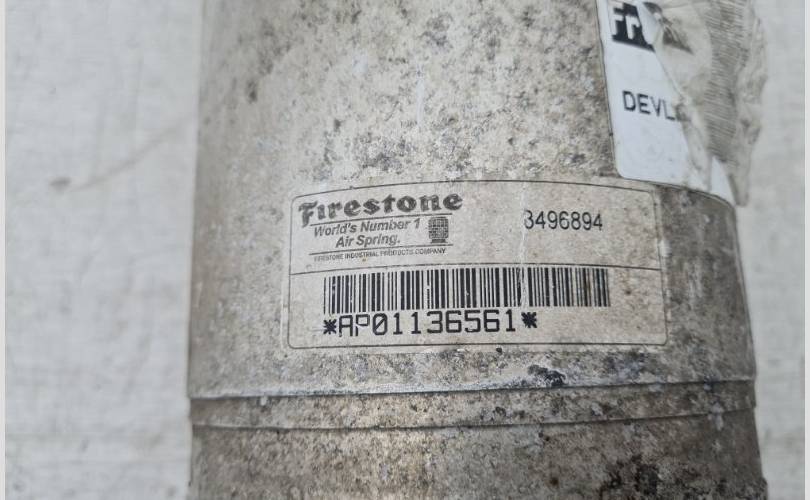 DEVL
Firestone
World's Number 1
Air Spring.
FIRESTONE INDUSTRIAL PRODUCTS COMPANY
3496894
*AP01136561*